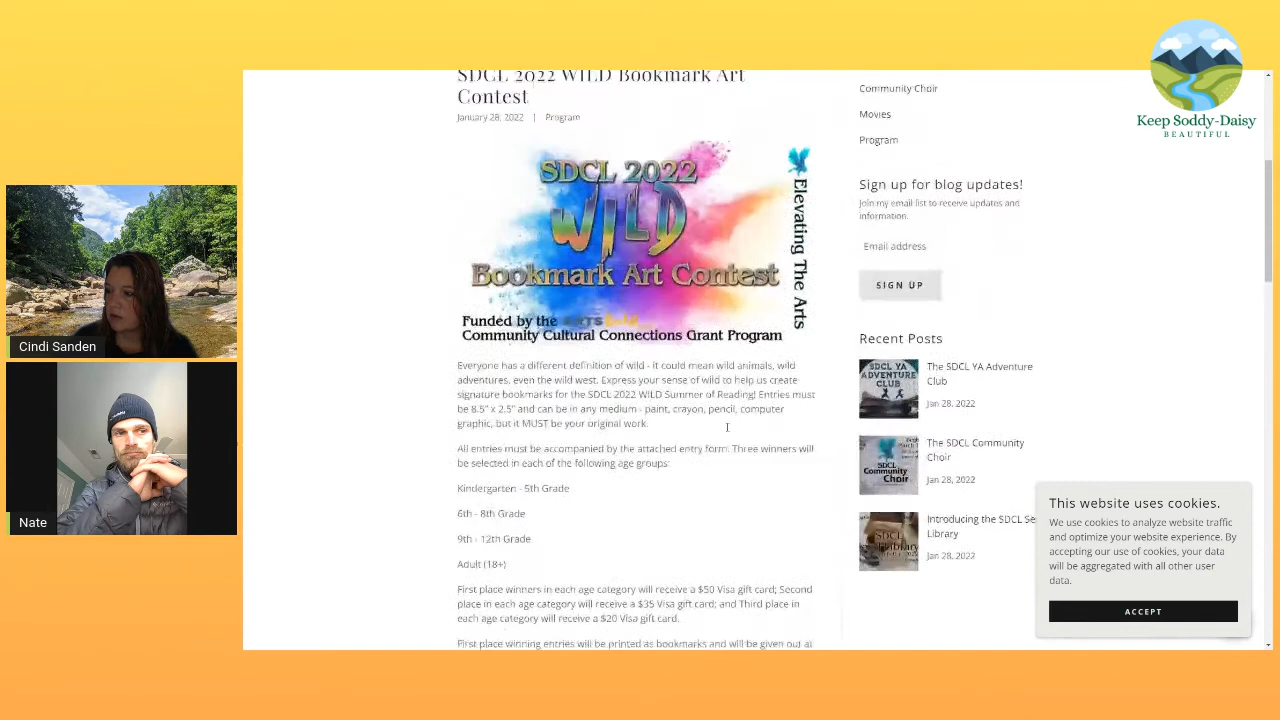 SDCL 2022 WILD Bookmark Art
Contest
January 28, 2022 | Program
SDCL 2022
WILD
Bookmark Art Contest
Elevating The Arts
Funded by the ARTS
Community Cultural Connections Grant Program
Everyone has a different definition of wild - it could mean wild animals, wild
adventures, even the wild west. Express your sense of wild to help us create
signature bookmarks for the SDCL 2022 WILD Summer of Reading! Entries must
be 8.5" x 2.5" and can be in any medium - paint, crayon, pencil, computer
graphic, but it MUST be your original work.
All entries must be accompanied by the attached entry form. Three winners will
be selected in each of the following age groups:
Kindergarten - 5th Grade
6th - 8th Grade
9th - 12th Grade
Adult (18+)
First place winners in each age category will receive a $50 Visa gift card; Second
place in each age category will receive a $35 Visa gift card; and Third place in
each age category will receive a $20 Visa gift card.
First place winning entries will be printed as bookmarks and will be given out at
Community Choir
Movies
Program
Sign up for blog updates!
Join my email list to receive updates and
information.
Email address
SIGN UP
Recent Posts
SDCL YA
ADVENTURE
CLUB
The SDCL YA Adventure
Club
Jan 28, 2022
SDCL
Community
Choir
The SDCL Community
Choir
Jan 28, 2022
SDCL
Introducing the SDCL Se
Library
Jan 28, 2022
This website uses cookies.
We use cookies to analyze website traffic
and optimize your website experience. By
accepting our use of cookies, your data
will be aggregated with all other user
data.
ACCEPT
Keep Soddy-Daisy
BEAUTIFUL
Cindi Sanden
Nate